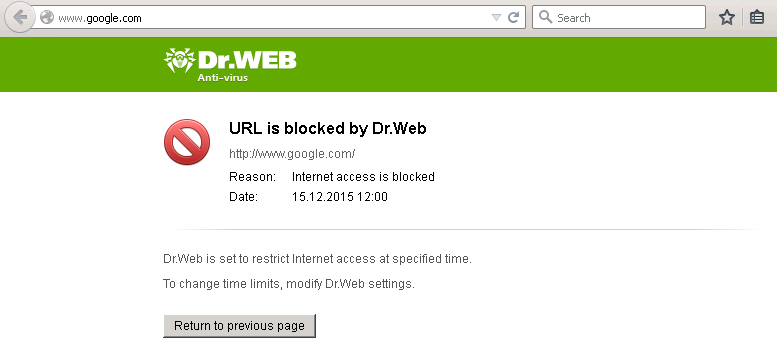 www.google.com
Search
Dr.WEB
Anti-virus
URL is blocked by Dr.Web
http://www.google.com/
Reason: Internet access is blocked
Date: 15.12.2015 12:00
Dr.Web is set to restrict Internet access at specified time.
To change time limits, modify Dr.Web settings.
Return to previous page